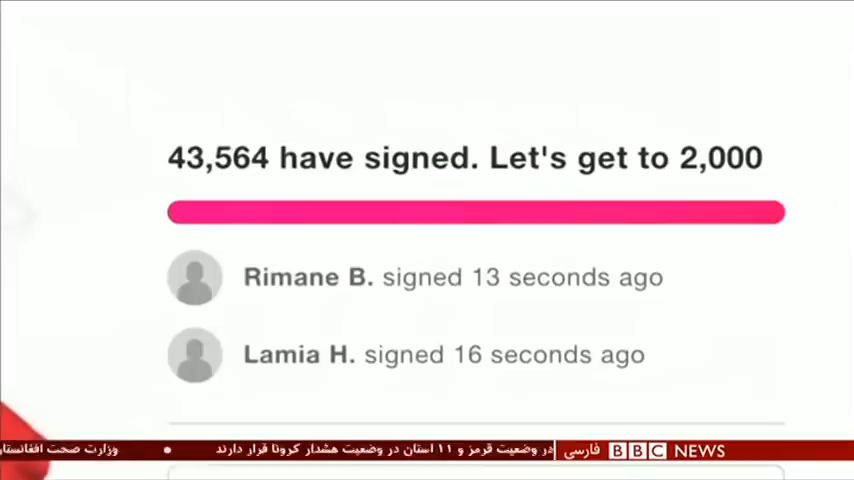 43,564 have signed. Let's get to 2,000
Rimane B. signed 13 seconds ago
Lamia H. signed 16 seconds ago
در وضعیت قرمز و ۱۱ استان در وضعیت هشدار کرونا قرار دارند • وزارت صحت افغانستا
BBC NEWS فارسی